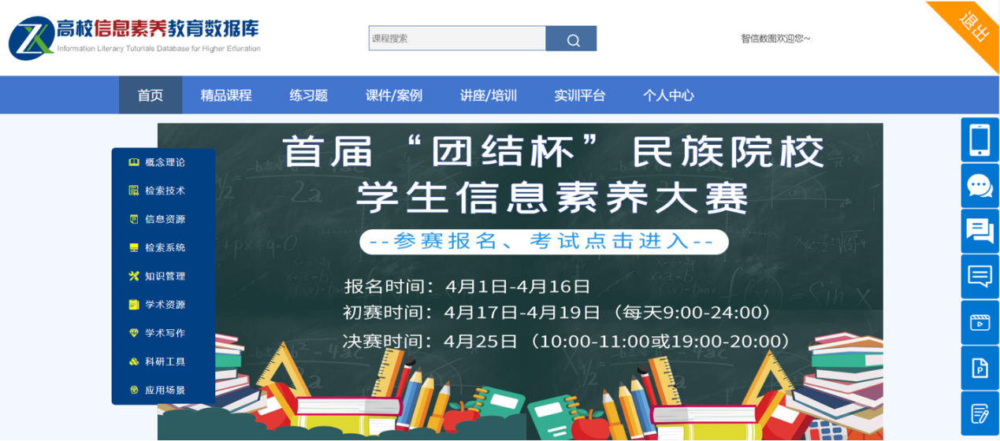 高校信息素养教育数据库
Information Literacy Tutorials Database for Higher Education
课程搜索
智信数图欢迎您~
退出
首页 精品课程 练习题 课件/案例 讲座/培训 实训平台 个人中心
首届“团结杯”民族院校
学生信息素养大赛
--参赛报名、考试点击进入--
报名时间：4月1日-4月16日
初赛时间：4月17日-4月19日（每天9:00-24:00）
决赛时间：4月25日（10:00-11:00或19:00-20:00）
概念理论
检索技术
信息资源
检索系统
知识管理
学术资源
学术写作
科研工具
应用场景